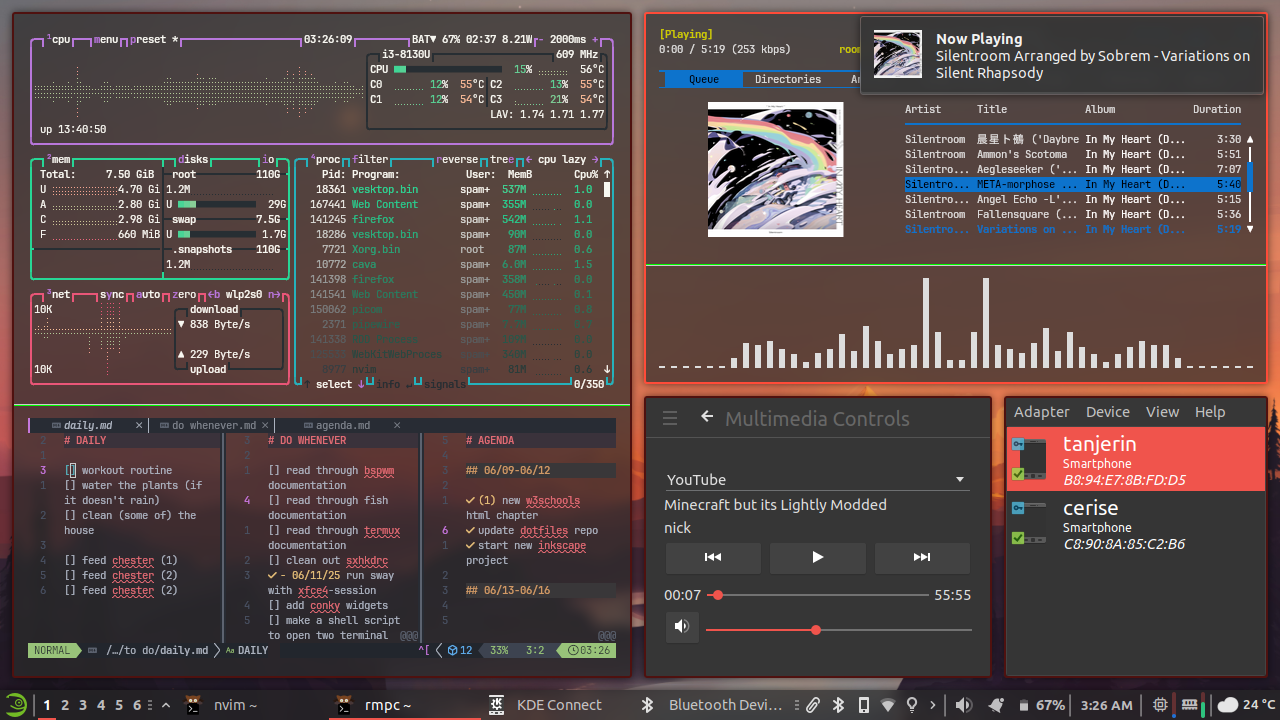 ¹cpu menu preset * 03:26:09 BAT▼ 67% 02:37 8.21W - 2000ms +
i3-8130U 609 MHz
CPU 15% 56°C
C0 12% 55°C C2 13% 55°C
C1 12% 54°C C3 21% 54°C
LAV: 1.74 1.71 1.77
up 13:40:50
²mem disks io
Total: 7.50 GiB
U 4.70 Gi
A 2.80 Gi
C 2.98 Gi
F 660 MiB
root 110G
1.2M
U 29G
swap 7.5G
U 1.7G
.snapshots 110G
1.2M
³net sync auto zero ←b wlp2s0 n→
10K
10K
download
▼ 838 Byte/s
▲ 229 Byte/s
upload
⁴proc filter reverse tree ← cpu lazy →
Pid: Program: User: MemB Cpu% ↑
18361 vesktop.bin spam+ 537M 1.0
167441 Web Content spam+ 355M 0.0
141245 firefox spam+ 542M 1.1
18286 vesktop.bin spam+ 90M 0.0
7721 Xorg.bin root 87M 0.6
10772 cava spam+ 6.0M 1.5
141398 firefox spam+ 358M 0.0
141541 Web Content spam+ 450M 0.1
150062 picom spam+ 77M 0.8
2371 spam+
141338 spam+ 0.0
WebKitWebProces 0.0
8977 nvim spam+ 81M 0.6 ↓
↑ select ↓ info ↵ signals 0/350
daily.md × do whenever.md × agenda.md ×
2 # DAILY
1
3 [] workout routine
1 [] water the plants (if
it doesn't rain)
2 [] clean (some of) the
house
3
4 [] feed chester (1)
5 [] feed chester (2)
6 [] feed chester (2)
3 # DO WHENEVER
2
1 [] read through bspwm
documentation
4 [] read through fish
documentation
1 [] read through termux
documentation
2 [] clean out sxhkdrc
3 ✓ - 06/11/25 run sway
with xfce4-session
4 [] add conky widgets
5 [] make a shell script
to open two terminal @@@
5 # AGENDA
4
3 ## 06/09-06/12
2
1 ✓ (1) new w3schools
html chapter
6 ✓ update dotfiles repo
1 ✓ start new inkscape
project
2
3 ## 06/13-06/16
4
5
@@@
NORMAL /…/to do/daily.md Aa DAILY ^[ 12 33% 3:2 03:26
[Playing]
0:00 / 5:19 (253 kbps)
Queue Directories
Artist Title Album Duration
Silentroom 晨星ト鶴 ('Daybre In My Heart (D... 3:30
Silentroom Ammon's Scotoma In My Heart (D... 5:51
Silentro... Aegleseeker ('... In My Heart (D... 7:07
Silentro... META-morphose ... In My Heart (D... 5:40
Silentro... Angel Echo -L'... In My Heart (D... 5:15
Silentroom Fallensquare (... In My Heart (D... 5:36
Silentro... Variations on ... In My Heart (D... 5:19
Now Playing
Silentroom Arranged by Sobrem - Variations on
Silent Rhapsody
Multimedia Controls
YouTube
Minecraft but its Lightly Modded
nick
00:07 55:55
Adapter Device View Help
tanjerin
Smartphone
B8:94:E7:8B:FD:D5
cerise
Smartphone
C8:90:8A:85:C2:B6
1 2 3 4 5 6 nvim ~ rmpc ~ KDE Connect Bluetooth Devi... 67% 3:26 AM 24 °C